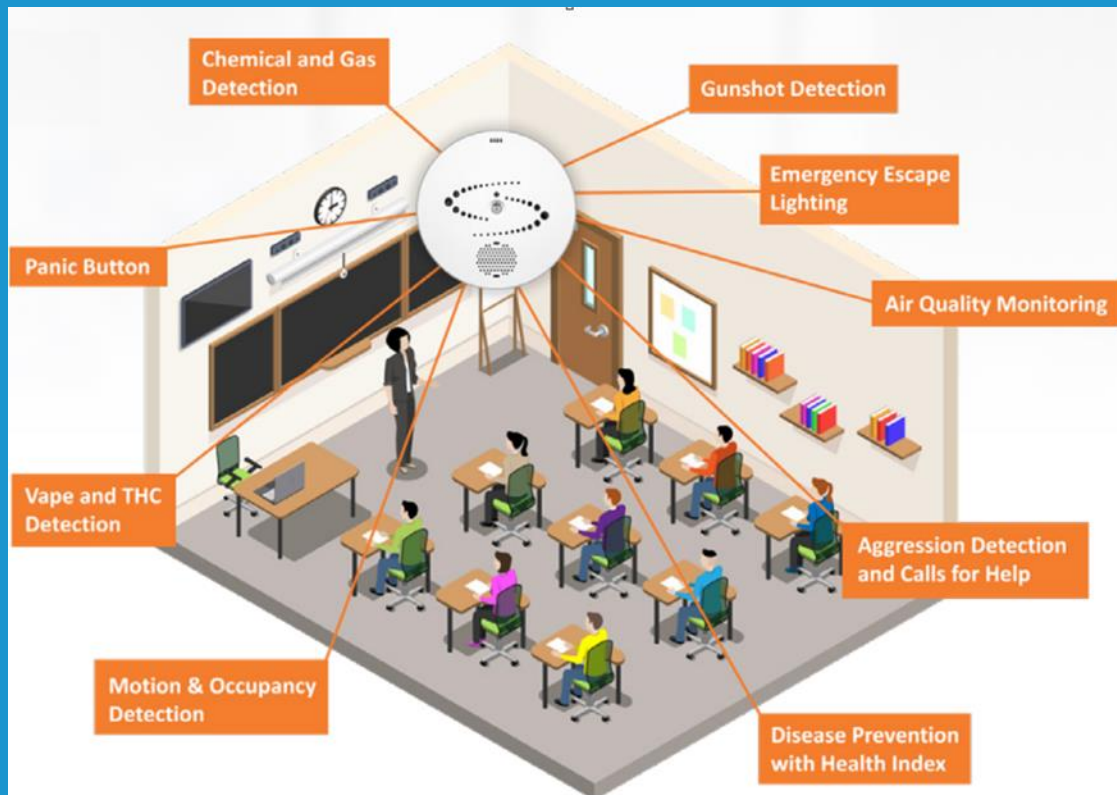 Chemical and Gas
Detection
Gunshot Detection
Emergency Escape
Lighting
Panic Button
Air Quality Monitoring
Vape and THC
Detection
Aggression Detection
and Calls for Help
Motion & Occupancy
Detection
Disease Prevention
with Health Index